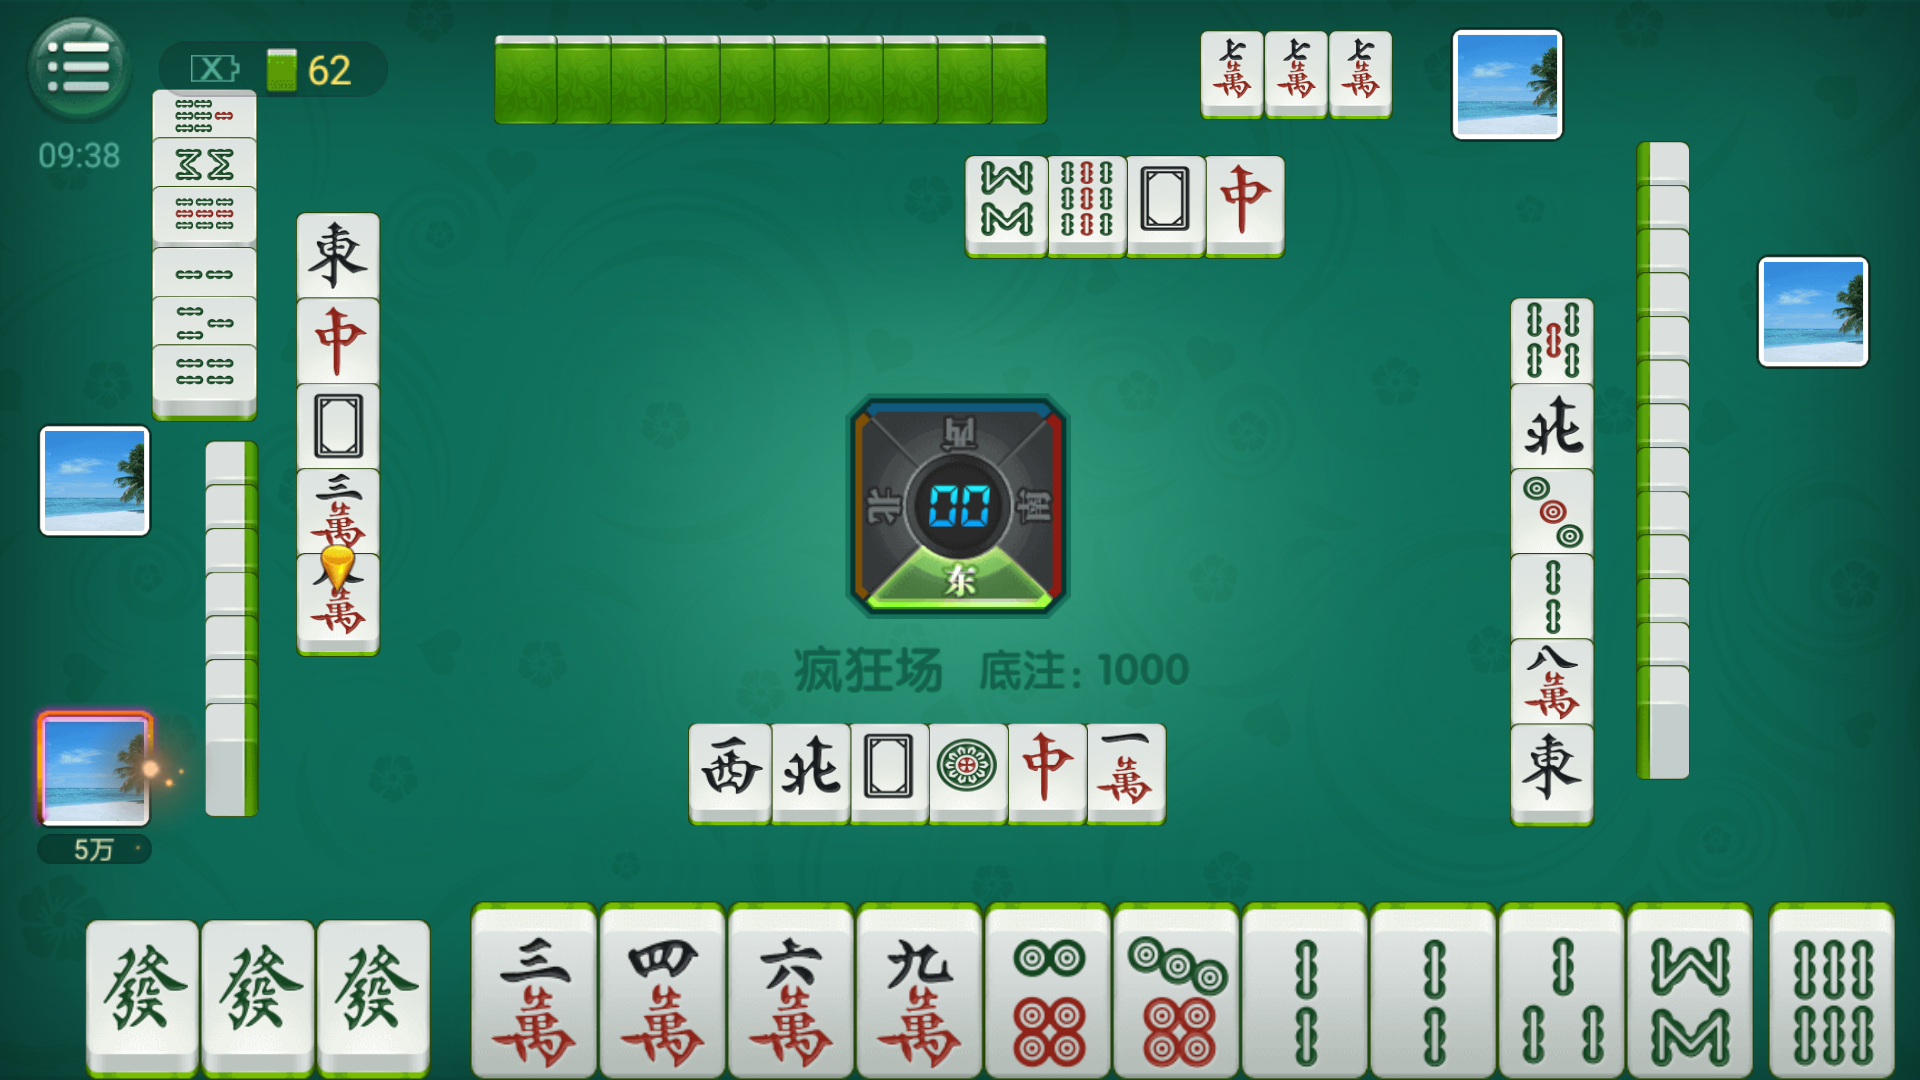 62
09:38
七萬 七萬 七萬
中
東
中
三萬
萬
西
北
南
00
东
北
八萬
東
疯狂场 底注: 1000
西 北 中 一萬
5万
發 發 發 三萬 四萬 六萬 九萬